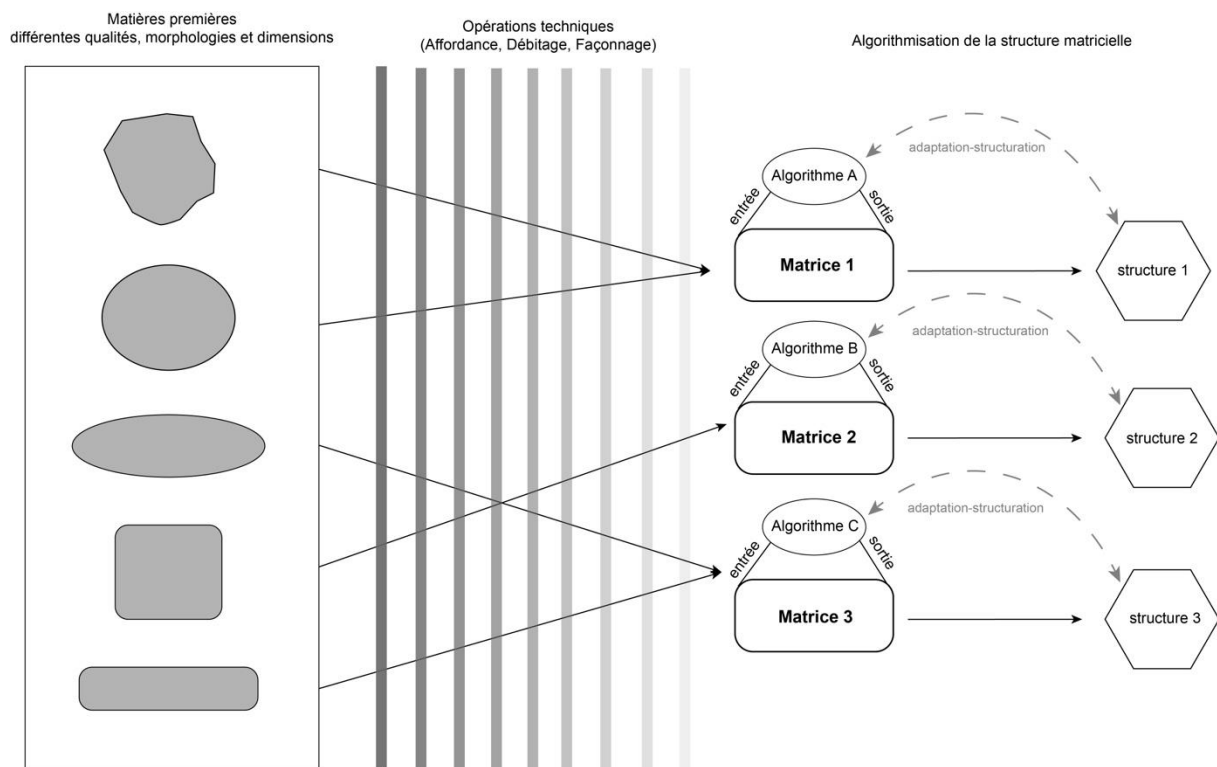 Matières premières
différentes qualités, morphologies et dimensions
Opérations techniques
(Affordance, Débitage, Façonnage)
Algorithmisation de la structure matricielle
adaptation-structuration
Algorithme A
entrée
sortie
Matrice 1
structure 1
adaptation-structuration
Algorithme B
entrée
sortie
Matrice 2
structure 2
adaptation-structuration
Algorithme C
entrée
sortie
Matrice 3
structure 3